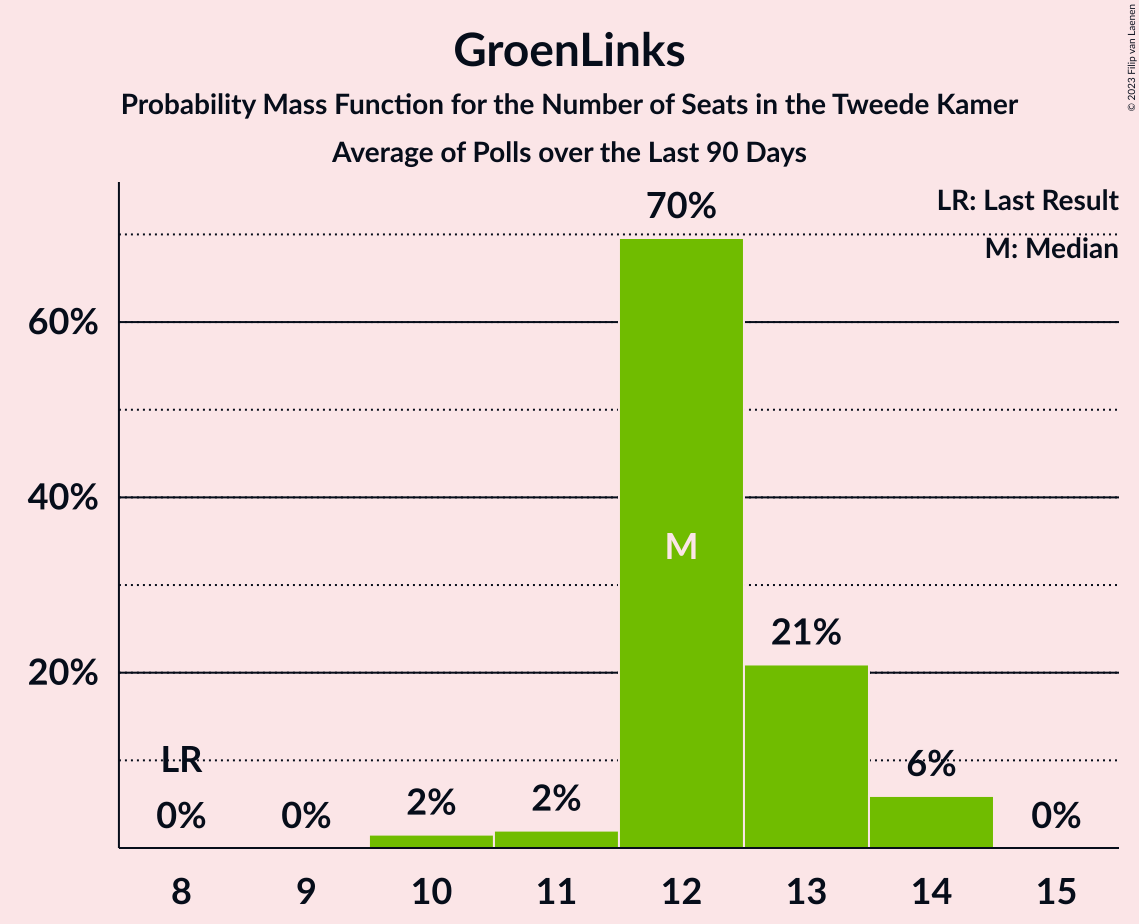 GroenLinks
Probability Mass Function for the Number of Seats in the Tweede Kamer
Average of Polls over the Last 90 Days
© 2023 Filip van Laenen
LR: Last Result
M: Median
70%
60%
40%
M
21%
20%
LR
6%
0%
0%
2%
2%
0%
8
9
10
11
12
13
14
15